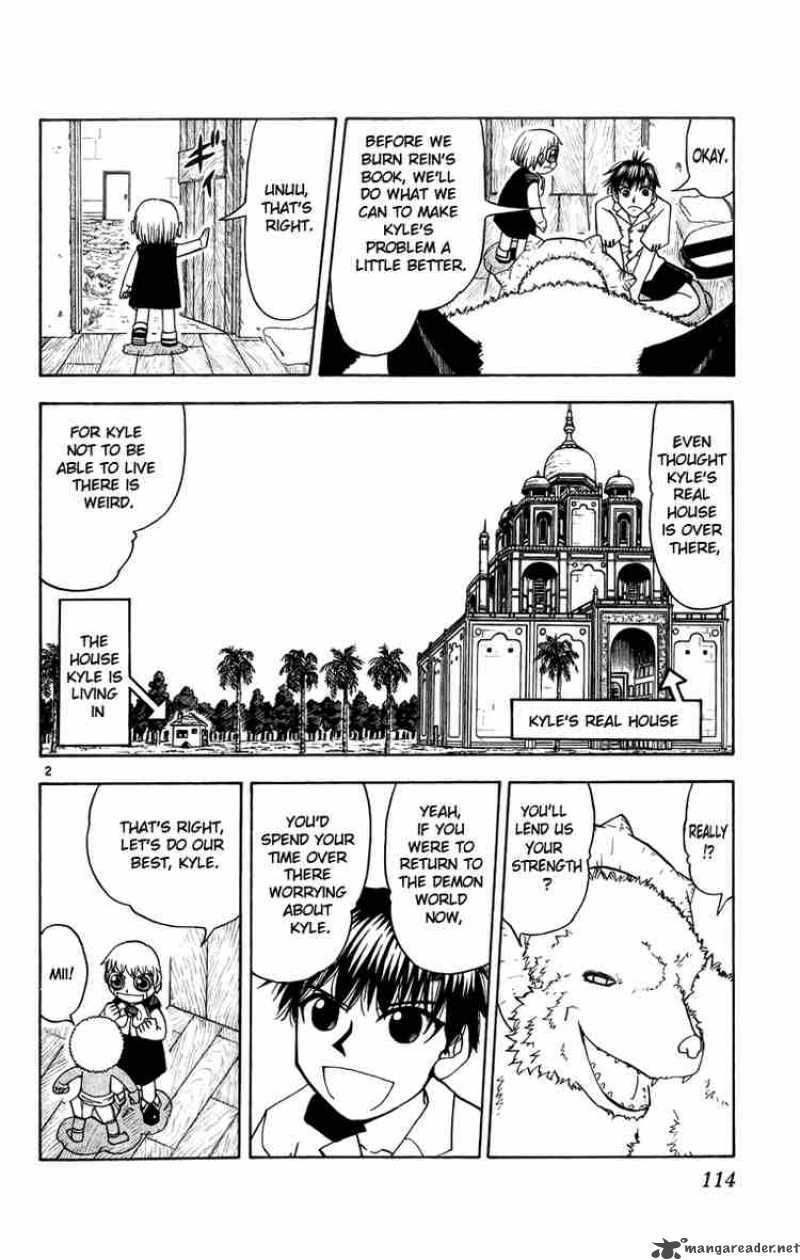 OKAY.
BEFORE WE
BURN REIN'S
BOOK, WE'LL
DO WHAT WE
CAN TO MAKE
KYLE'S
PROBLEM A
LITTLE BETTER.
UNUU,
THAT'S
RIGHT.
EVEN
THOUGHT
KYLE'S
REAL
HOUSE
IS OVER
THERE,
KYLE'S REAL HOUSE
FOR KYLE
NOT TO BE
ABLE TO LIVE
THERE IS
WEIRD.
THE
HOUSE
KYLE IS
LIVING
IN
2
REALLY
!?
YOU'LL
LEND US
YOUR
STRENGTH
?
YEAH,
IF YOU
WERE TO
RETURN TO
THE DEMON
WORLD
NOW,
YOU'D
SPEND YOUR
TIME OVER
THERE
WORRYING
ABOUT
KYLE.
THAT'S RIGHT,
LET'S DO OUR
BEST, KYLE.
MII!
114
mangareader.net